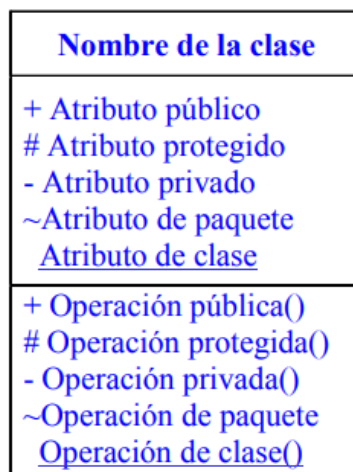 Nombre de la clase
+ Atributo público
# Atributo protegido
- Atributo privado
~Atributo de paquete
Atributo de clase
+ Operación pública()
# Operación protegida()
- Operación privada()
~Operación de paquete
Operación de clase()